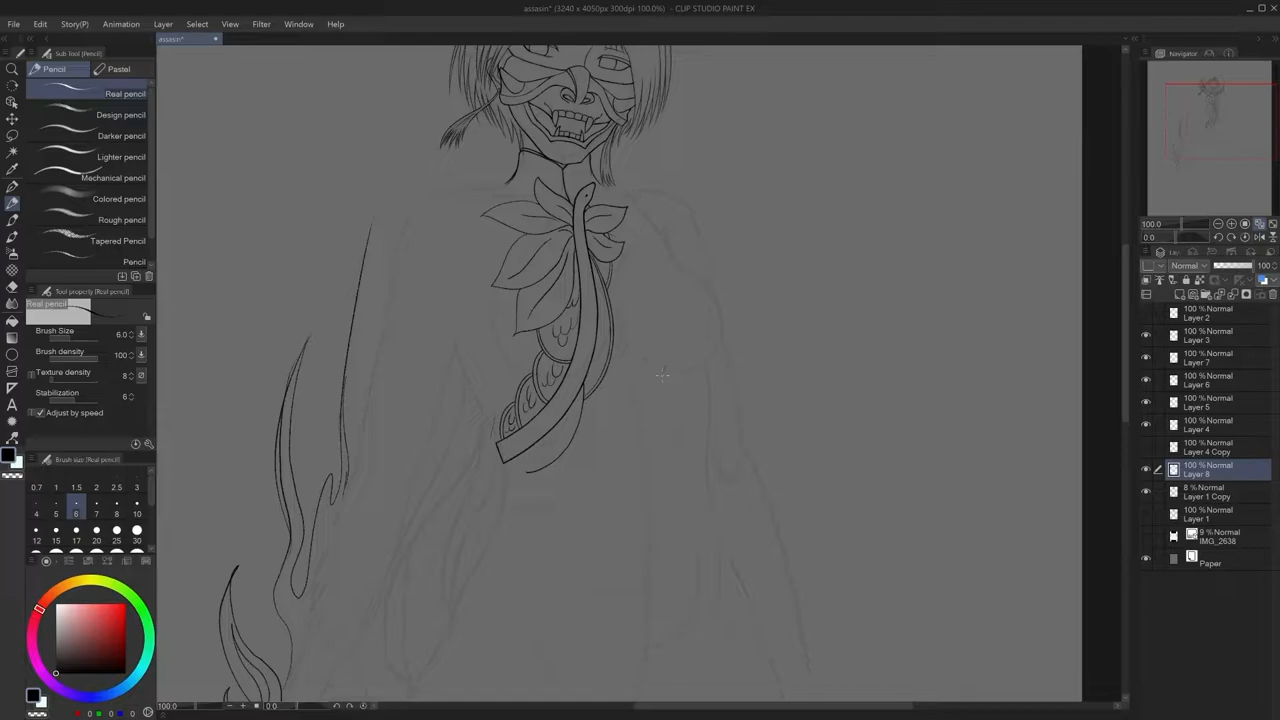 assasin* (3240 x 4050px 300dpi 100.0%) - CLIP STUDIO PAINT EX
File Edit Story(P) Animation Layer Select View Filter Window Help
assasin*
Sub Tool [Pencil]
Navigator
Pencil Pastel
Real pencil
Design pencil
Darker pencil
Lighter pencil
Mechanical pencil
Colored pencil
Rough pencil
Tapered Pencil
Pencil
Tool property [Real pencil]
Real pencil
Brush Size 6.0
Brush density 100
Texture density 8
Stabilization 6
Adjust by speed
Brush size [Real pencil]
0.7 1 1.5 2 2.5 3
4 5 6 7 8 10
12 15 17 20 25 30
0 0 0
100.0 0.0
100.0
0.0
Normal 100
100 % Normal
Layer 2
100 % Normal
Layer 3
100 % Normal
Layer 7
100 % Normal
Layer 6
100 % Normal
Layer 5
100 % Normal
Layer 4
100 % Normal
Layer 4 Copy
100 % Normal
Layer 8
8 % Normal
Layer 1 Copy
100 % Normal
Layer 1
9 % Normal
IMG_2638
Paper